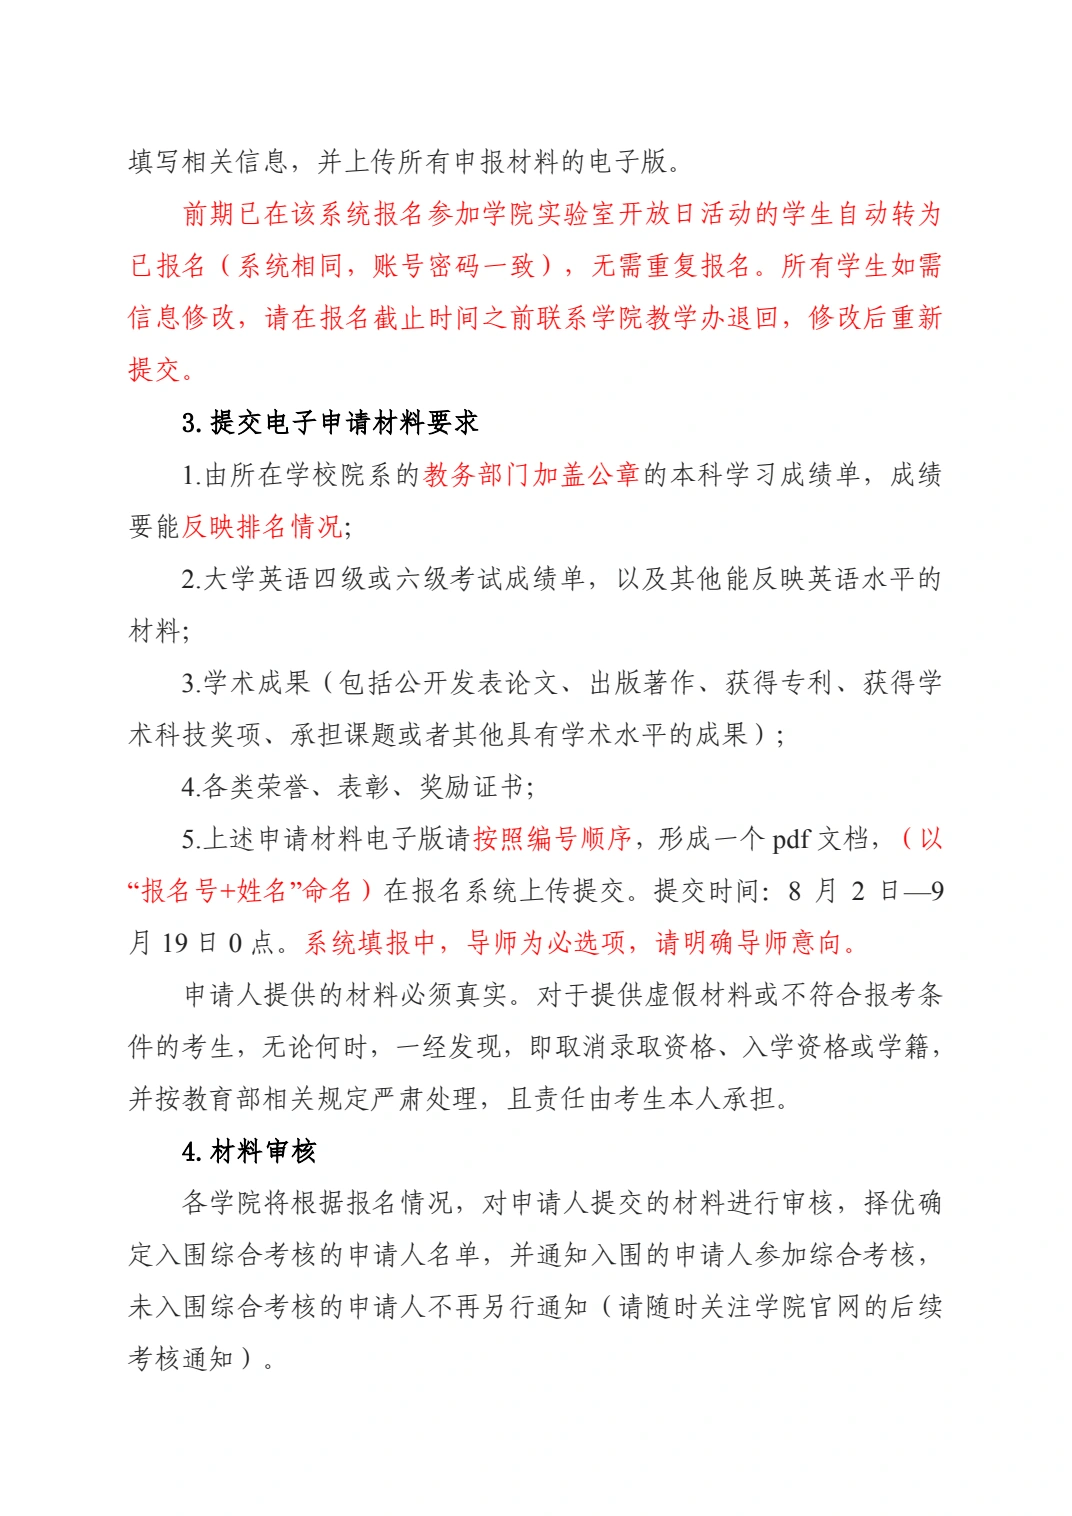 填写相关信息，并上传所有申报材料的电子版。
前期已在该系统报名参加学院实验室开放日活动的学生自动转为
已报名（系统相同，账号密码一致），无需重复报名。所有学生如需
信息修改，请在报名截止时间之前联系学院教学办退回，修改后重新
提交。
3.提交电子申请材料要求
1.由所在学校院系的教务部门加盖公章的本科学习成绩单，成绩
要能反映排名情况；
2.大学英语四级或六级考试成绩单，以及其他能反映英语水平的
材料；
3.学术成果（包括公开发表论文、出版著作、获得专利、获得学
术科技奖项、承担课题或者其他具有学术水平的成果）；
4.各类荣誉、表彰、奖励证书；
5.上述申请材料电子版请按照编号顺序，形成一个 pdf 文档，（以
“报名号+姓名”命名）在报名系统上传提交。提交时间：8 月 2 日—9
月 19 日 0 点。系统填报中，导师为必选项，请明确导师意向。
申请人提供的材料必须真实。对于提供虚假材料或不符合报考条
件的考生，无论何时，一经发现，即取消录取资格、入学资格或学籍，
并按教育部相关规定严肃处理，且责任由考生本人承担。
4.材料审核
各学院将根据报名情况，对申请人提交的材料进行审核，择优确
定入围综合考核的申请人名单，并通知入围的申请人参加综合考核，
未入围综合考核的申请人不再另行通知（请随时关注学院官网的后续
考核通知）。